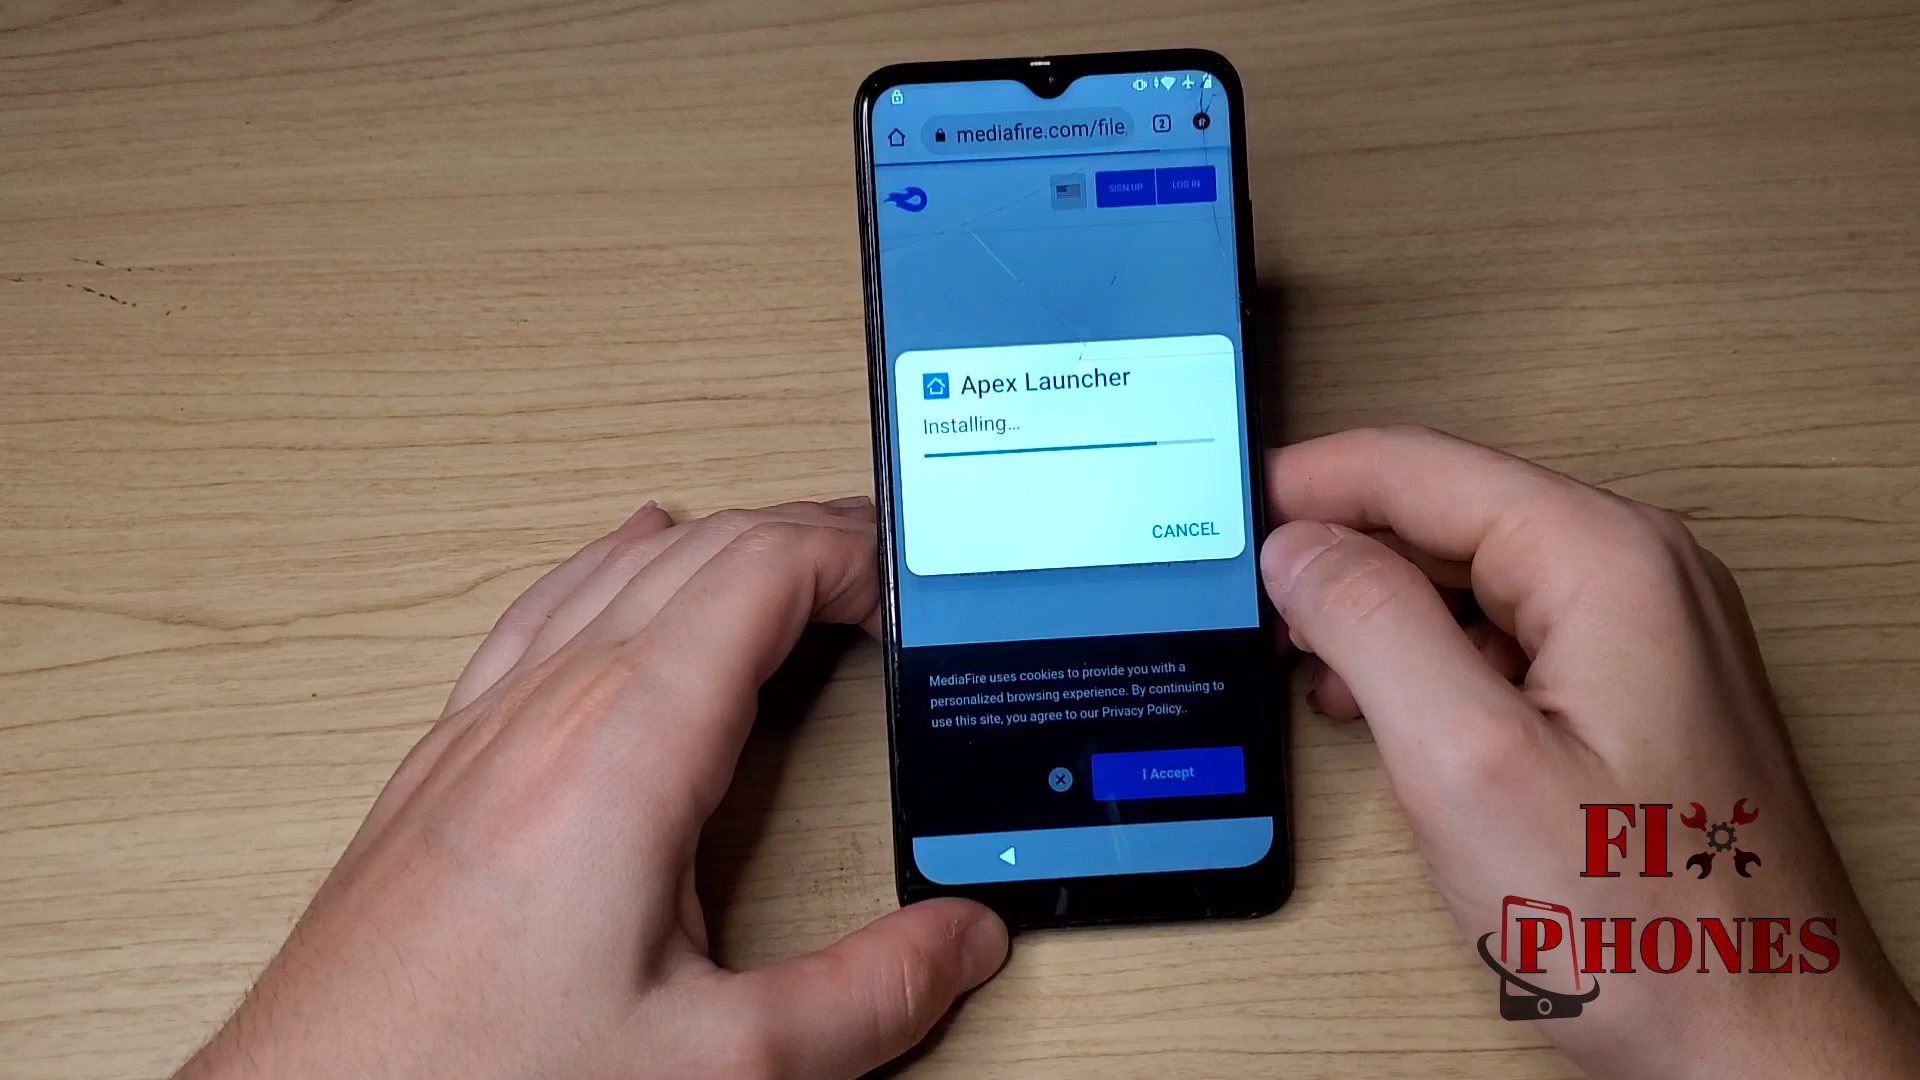 mediafire.com/file
2
SIGN UP
LOG IN
Apex Launcher
Installing...
CANCEL
MediaFire uses cookies to provide you with a
personalized browsing experience. By continuing to
use this site, you agree to our Privacy Policy..
I Accept
FIX
PHONES